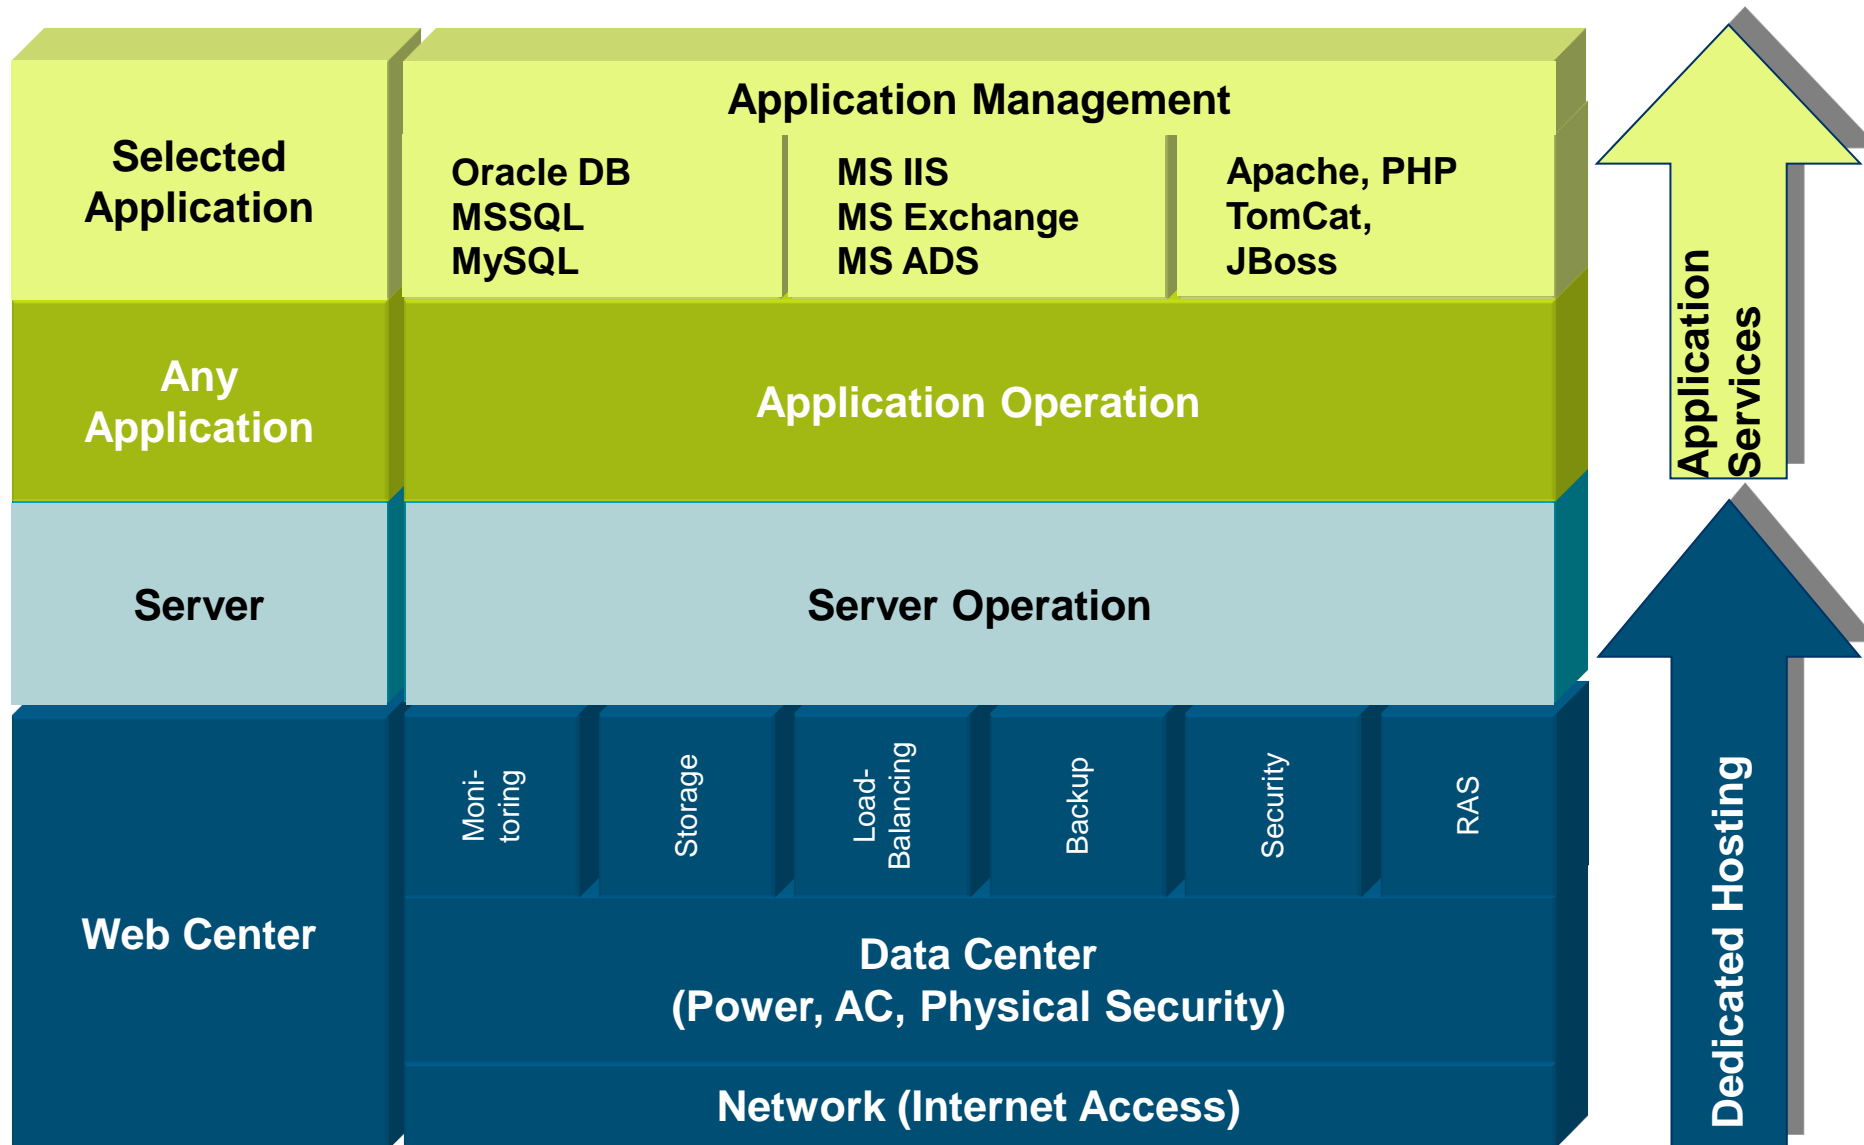 Selected
Application
Application Management
Oracle DB
MSSQL
MySQL
MS IIS
MS Exchange
MS ADS
Apache, PHP
TomCat,
JBoss
Any
Application
Application Operation
Server
Server Operation
Web Center
Moni-
toring
Storage
Load-
Balancing
Backup
Security
RAS
Data Center
(Power, AC, Physical Security)
Network (Internet Access)
Application
Services
Dedicated Hosting